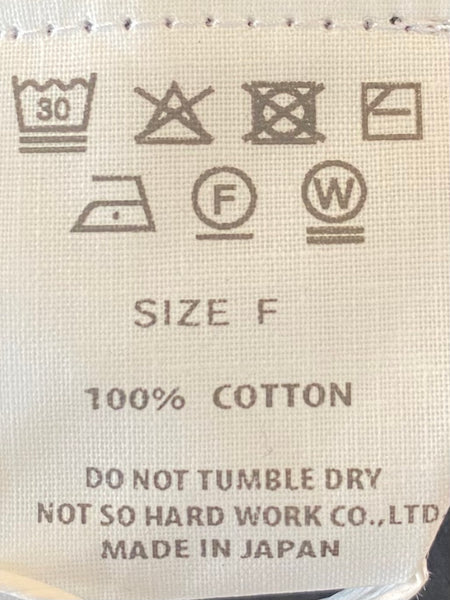 30
F W
SIZE F
100% COTTON
DO NOT TUMBLE DRY
NOT SO HARD WORK CO.,LTD
MADE IN JAPAN